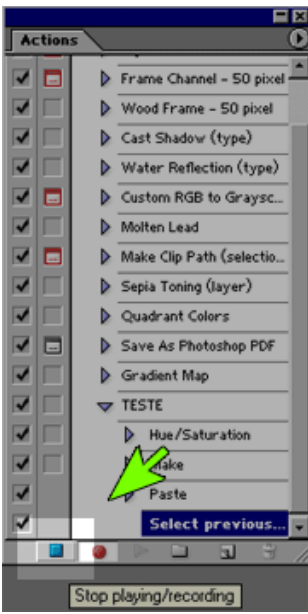 Actions
Frame Channel - 50 pixel
Wood Frame - 50 pixel
Cast Shadow (type)
Water Reflection (type)
Custom RGB to Graysc...
Molten Lead
Make Clip Path (selectio...
Sepia Toning (layer)
Quadrant Colors
Save As Photoshop PDF
Gradient Map
TESTE
Hue/Saturation
Paste
Select previous...
Stop playing/recording